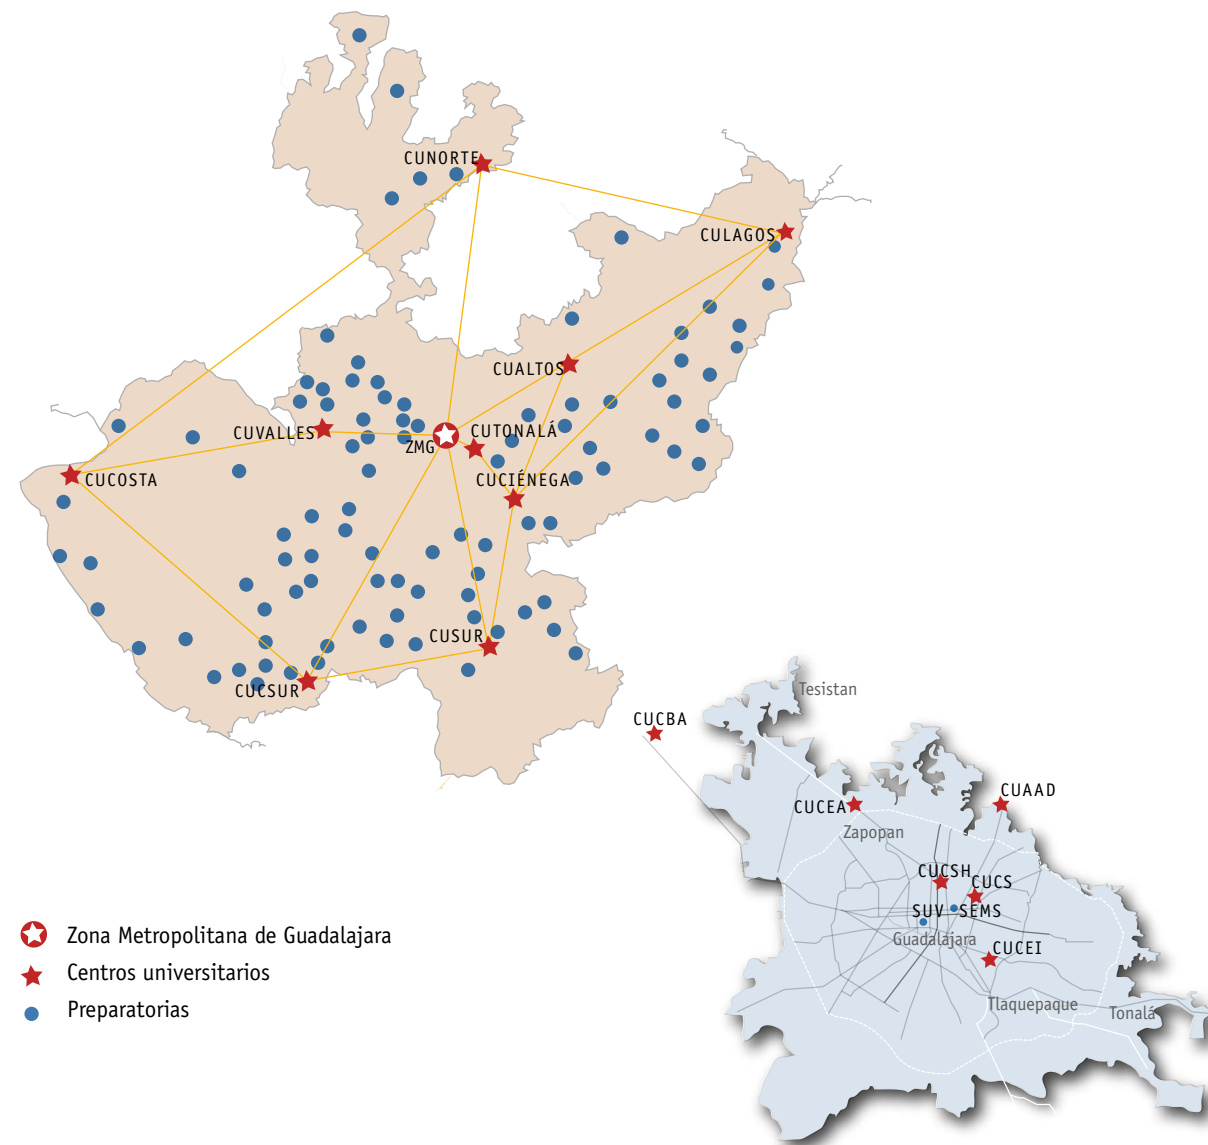 CUNORTE
CULAGOS
CUALTOS
CUVALLES
CUTONALÁ
ZMG
CUCOSTA
CUCIÉNEGA
CUSUR
CUCSUR
Tesistan
CUCBA
CUCEA
CUAAD
Zapopan
CUCSH
CUCS
SUV
SEMS
Guadalajara
CUCEI
Tlaquepaque
Tonalá
Zona Metropolitana de Guadalajara
Centros universitarios
Preparatorias